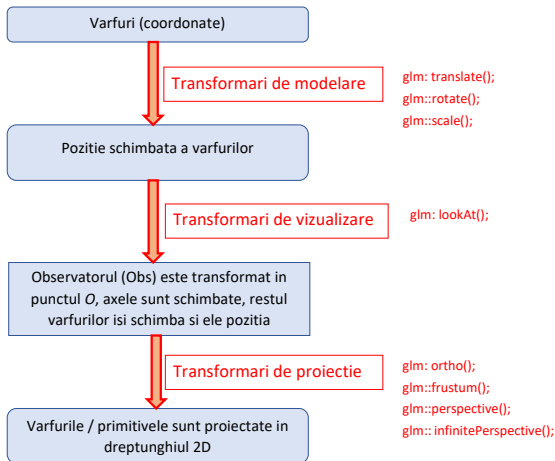 Varfuri (coordonate)
Transformari de modelare
glm: translate();
glm::rotate();
glm::scale();
Pozitie schimbata a varfurilor
Transformari de vizualizare
glm: lookAt();
Observatorul (Obs) este transformat in
punctul O, axele sunt schimbate, restul
varfurilor isi schimba si ele pozitia
Transformari de proiectie
glm: ortho();
glm::frustum();
glm::perspective();
glm:: infinitePerspective();
Varfurile / primitivele sunt proiectate in
dreptunghiul 2D